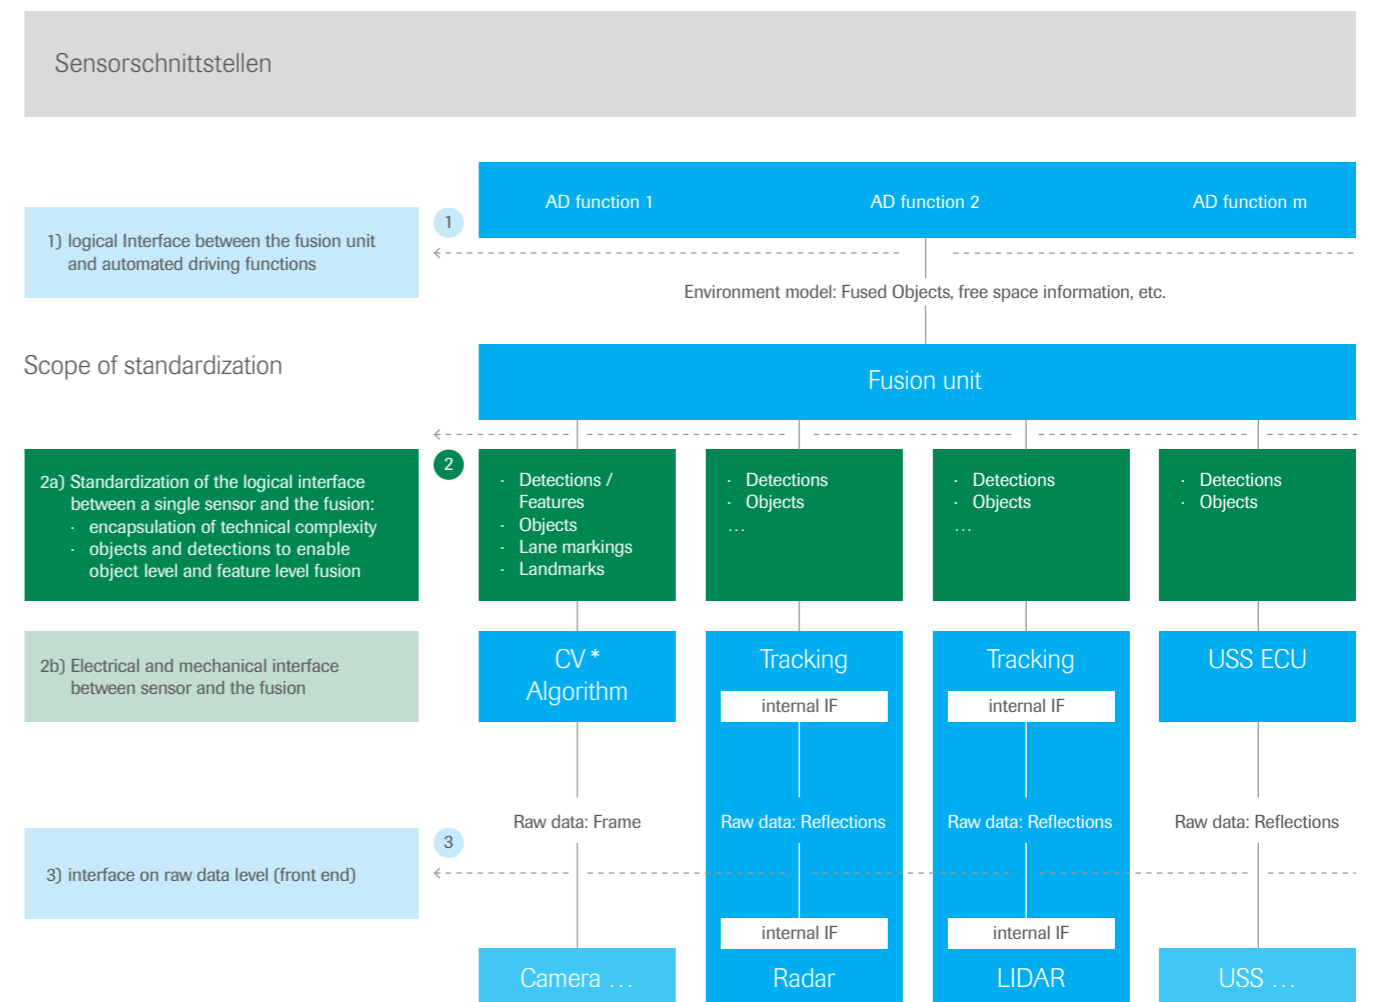 Sensorschnittstellen
AD function 1
AD function 2
AD function m
1
1) logical Interface between the fusion unit
and automated driving functions
Environment model: Fused Objects, free space information, etc.
Scope of standardization
Fusion unit
2
2a) Standardization of the logical interface
between a single sensor and the fusion:
· encapsulation of technical complexity
· objects and detections to enable
object level and feature level fusion
· Detections /
Features
· Objects
· Lane markings
· Landmarks
· Detections
· Objects
...
· Detections
· Objects
...
· Detections
· Objects
2b) Electrical and mechanical interface
between sensor and the fusion
CV *
Algorithm
Tracking
internal IF
Tracking
internal IF
USS ECU
Raw data: Frame
Raw data: Reflections
Raw data: Reflections
Raw data: Reflections
3
3) interface on raw data level (front end)
internal IF
internal IF
Camera ...
Radar
LIDAR
USS ...